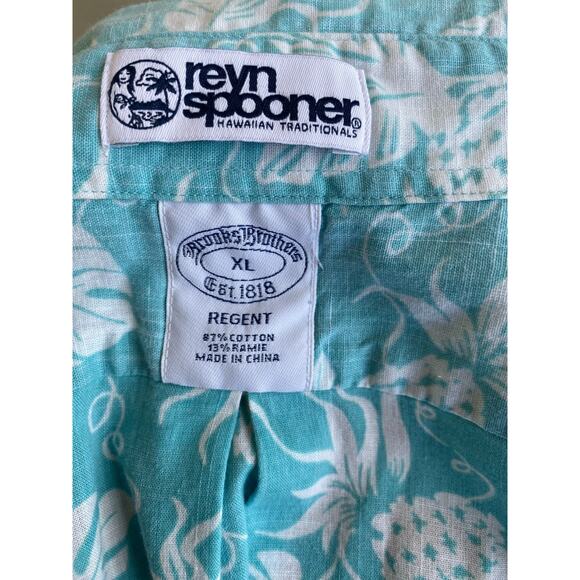 reyn
spooner®
HAWAIIAN TRADITIONALS
Brooks Brothers
XL
Est. 1818
REGENT
87% COTTON
13% RAMIE
MADE IN CHINA